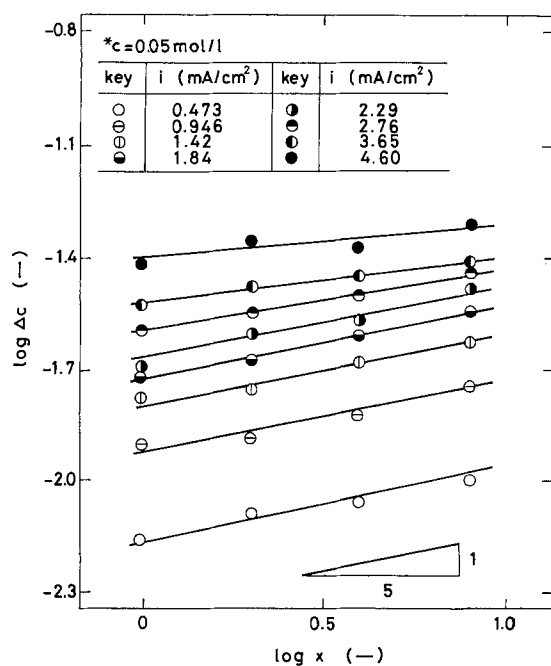 -0.8
*c=0.05mol/l
key i (mA/cm²) key i (mA/cm²)
0.473 2.29
0.946 2.76
1.42 3.65
1.84 4.60
-1.1
-1.4
-1.7
-2.0
-2.3
log Δc (—)
1
5
0 0.5 1.0
log x (—)